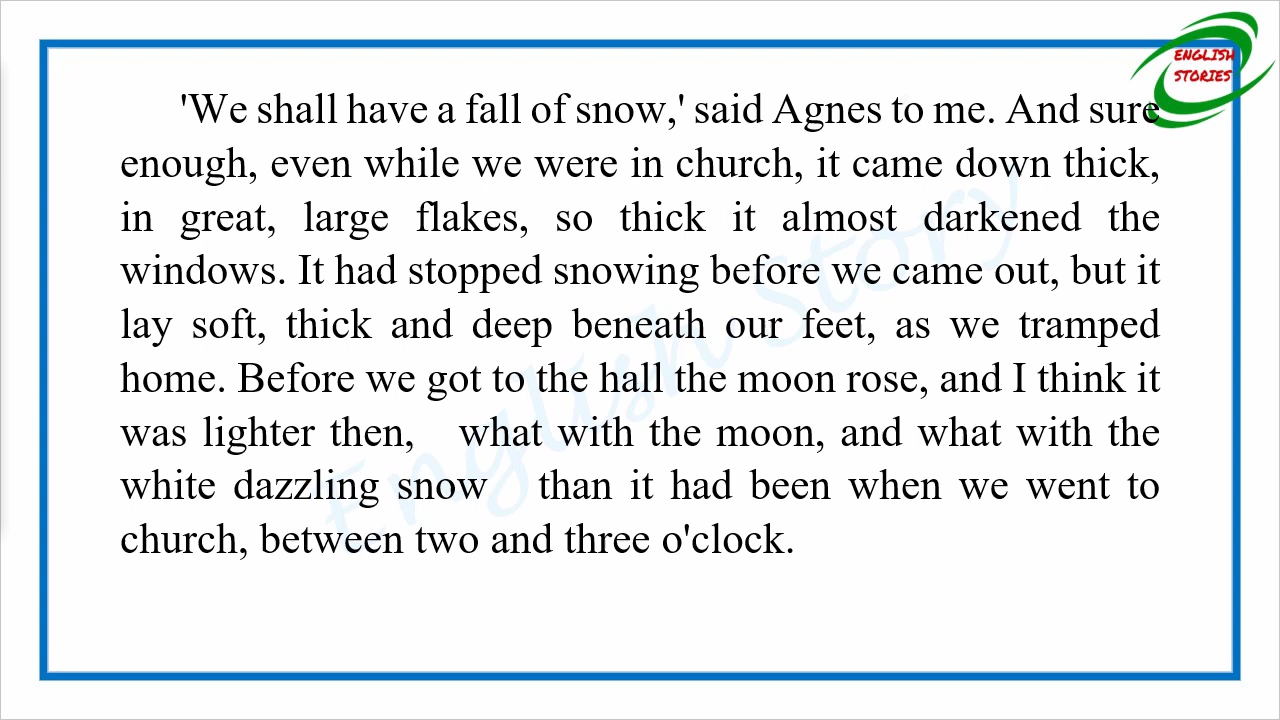 ENGLISH
STORIES
'We shall have a fall of snow,' said Agnes to me. And sure
enough, even while we were in church, it came down thick,
in great, large flakes, so thick it almost darkened the
windows. It had stopped snowing before we came out, but it
lay soft, thick and deep beneath our feet, as we tramped
home. Before we got to the hall the moon rose, and I think it
was lighter then, what with the moon, and what with the
white dazzling snow than it had been when we went to
church, between two and three o'clock.
English Story